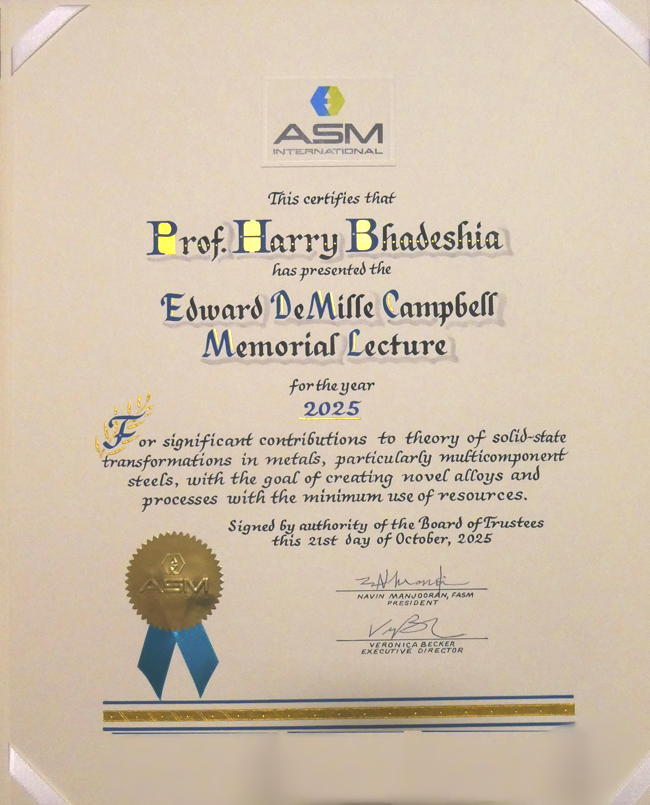 ASM
INTERNATIONAL
This certifies that
Prof. Harry Bhadeshia
has presented the
Edward DeMille Campbell
Memorial Lecture
for the year
2025
For significant contributions to theory of solid-state
transformations in metals, particularly multicomponent
steels, with the goal of creating novel alloys and
processes with the minimum use of resources.
Signed by authority of the Board of Trustees
this 21st day of October, 2025
ASM
NAVIN MANJOORAN, FASM
PRESIDENT
VERONICA BECKER
EXECUTIVE DIRECTOR